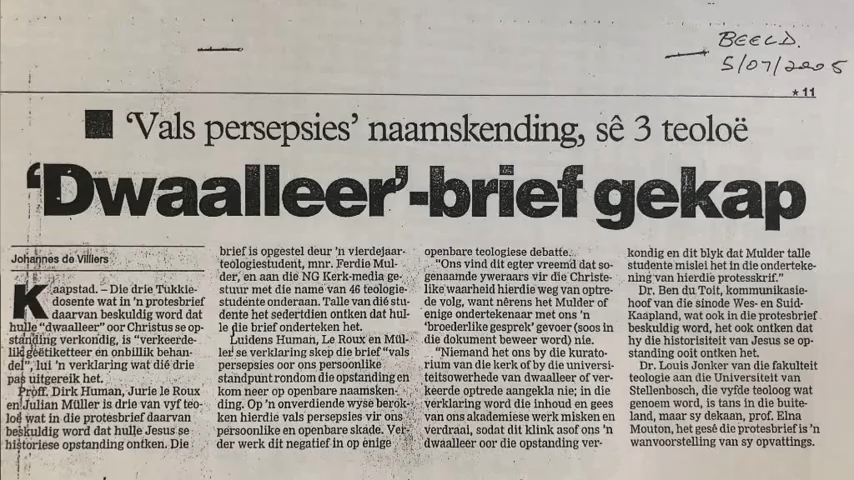 BEELD.
5/07/2005
* 11
■ ‘Vals persepsies’ naamskending, sê 3 teoloë
‘Dwaalleer’-brief gekap
Johannes de Villiers
Kaapstad. – Die drie Tukkie-
dosente wat in 'n protesbrief
daarvan beskuldig word dat
hulle “dwaalleer” oor Christus se op-
standing verkondig, is “verkeerde-
lik geëtiketteer en onbillik behan-
del”, lui 'n verklaring wat dié drie
pas uitgereik het.
Proff. Dirk Human, Jurie le Roux
en Julian Müller is drie van vyf teo-
loë wat in die protesbrief daarvan
beskuldig word dat hulle Jesus se
historiese opstanding ontken. Die
brief is opgestel deur 'n vierdejaar-
teologiestudent, mnr. Ferdie Mul-
der, en aan die NG Kerk-media ge-
stuur met die name van 46 teologie-
studente onderaan. Talle van dié stu-
dente het sedertdien ontken dat hul-
le die brief onderteken het.
Luidens Human, Le Roux en Mül-
ler se verklaring skep die brief “vals
persepsies oor ons persoonlike
standpunt rondom die opstanding en
kom neer op openbare naamsken-
ding. Op 'n onverdiende wyse berok-
ken hierdie valy persepsies vir ons
persoonlike en openbare skade. Ver-
der werk dit negatief in op enige
openbare teologiese debatte.
“Ons vind dit egter vreemd dat so-
genaamde yweraars vir die Christe-
like waarheid hierdie weg van optre-
de volg, want nêrens het Mulder of
enige ondertekenaar met ons 'n
‘broederlike gesprek’ gevoer (soos in
die dokument beweer word) nie.
“Niemand het ons by die kurato-
rium van die kerk of by die universi-
teitsowerhede van dwaalleer of ver-
keerde optrede aangekla nie; in die
verklaring word die inhoud en gees
van ons akademiese werk misken en
verdraai, sodat dit klink asof ons 'n
dwaalleer oor die opstanding ver-
kondig en dit blyk dat Mulder talle
studente mislei het in die onderteke-
ning van hierdie protesskrif.”
Dr. Ben du Toit, kommunikasie-
hoof van die sinode Wes- en Suid-
Kaapland, wat ook in die protesbrief
beskuldig word, het ook ontken dat
hy die historisiteit van Jesus se op-
standing ooit ontken het.
Dr. Louis Jonker van die fakulteit
teologie aan die Universiteit van
Stellenbosch, die vyfde teoloog wat
genoem word, is tans in die buite-
land, maar sy dekaan, prof. Elna
Mouton, het gesê die protesbrief is 'n
wanvoorstelling van sy opvattings.